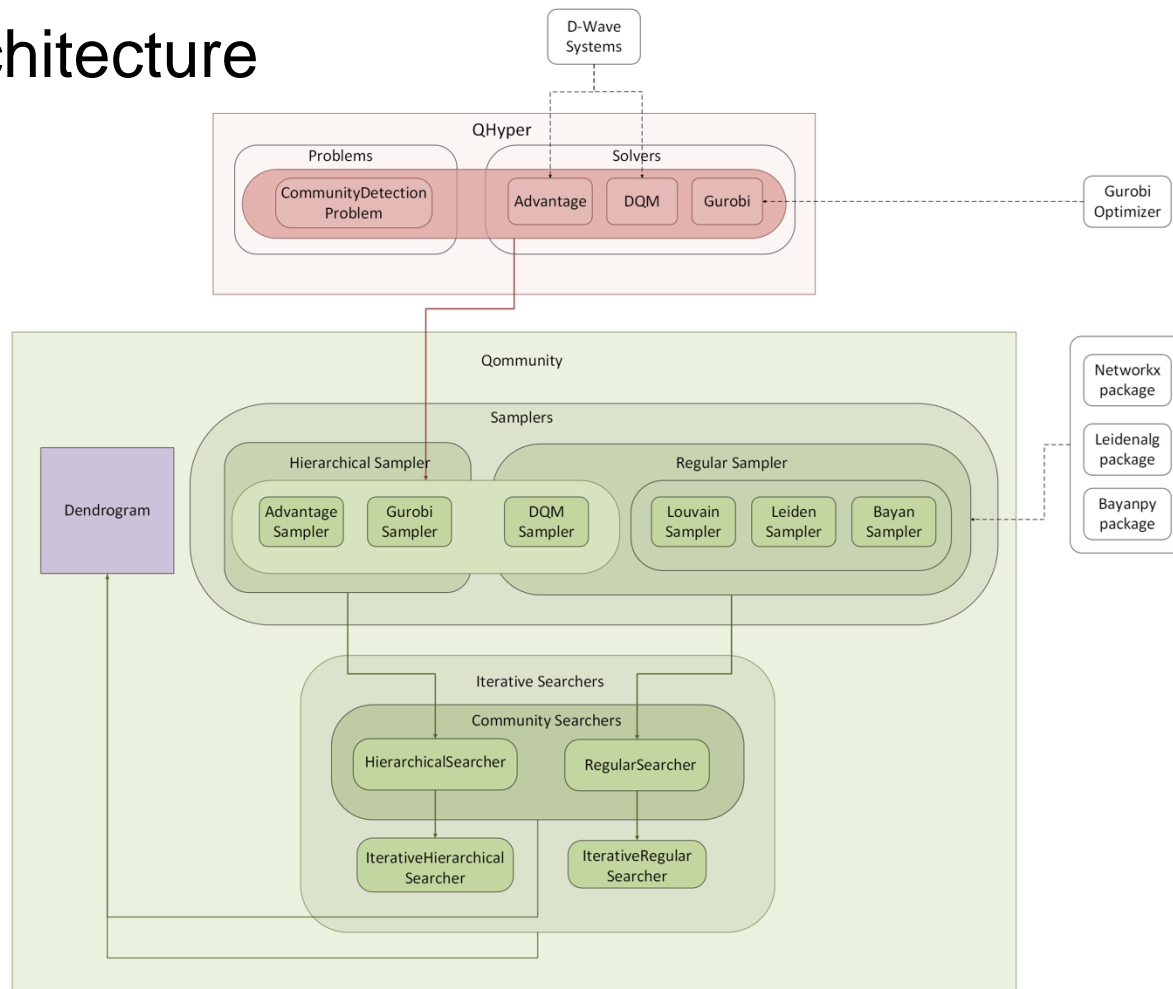 chitecture
D-Wave
Systems
QHyper
Problems
Solvers
CommunityDetection
Problem
Advantage
DQM
Gurobi
Gurobi
Optimizer
Qommunity
Samplers
Networkx
package
Leidenalg
package
Bayanpy
package
Dendrogram
Hierarchical Sampler
Regular Sampler
Advantage
Sampler
Gurobi
Sampler
DQM
Sampler
Louvain
Sampler
Leiden
Sampler
Bayan
Sampler
Iterative Searchers
Community Searchers
HierarchicalSearcher
RegularSearcher
IterativeHierarchical
Searcher
IterativeRegular
Searcher